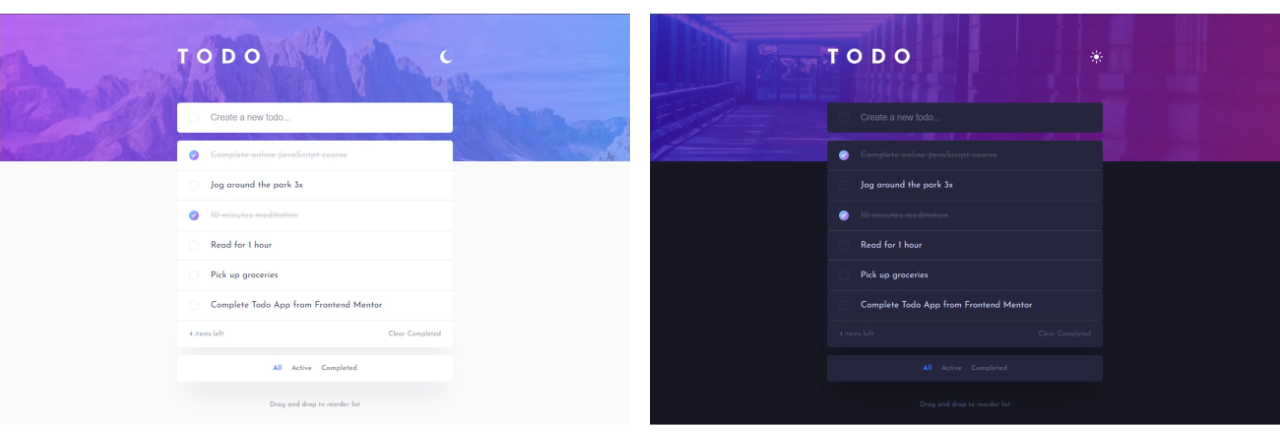 TODO
Create a new todo...
Complete online JavaScript course
Jog around the park 3x
10 minutes meditation
Read for 1 hour
Pick up groceries
Complete Todo App from Frontend Mentor
4 items left
Clear Completed
All Active Completed
Drag and drop to reorder list
TODO
Create a new todo...
Complete online JavaScript course
Jog around the park 3x
10 minutes meditation
Read for 1 hour
Pick up groceries
Complete Todo App from Frontend Mentor
4 items left
Clear Completed
All Active Completed
Drag and drop to reorder list